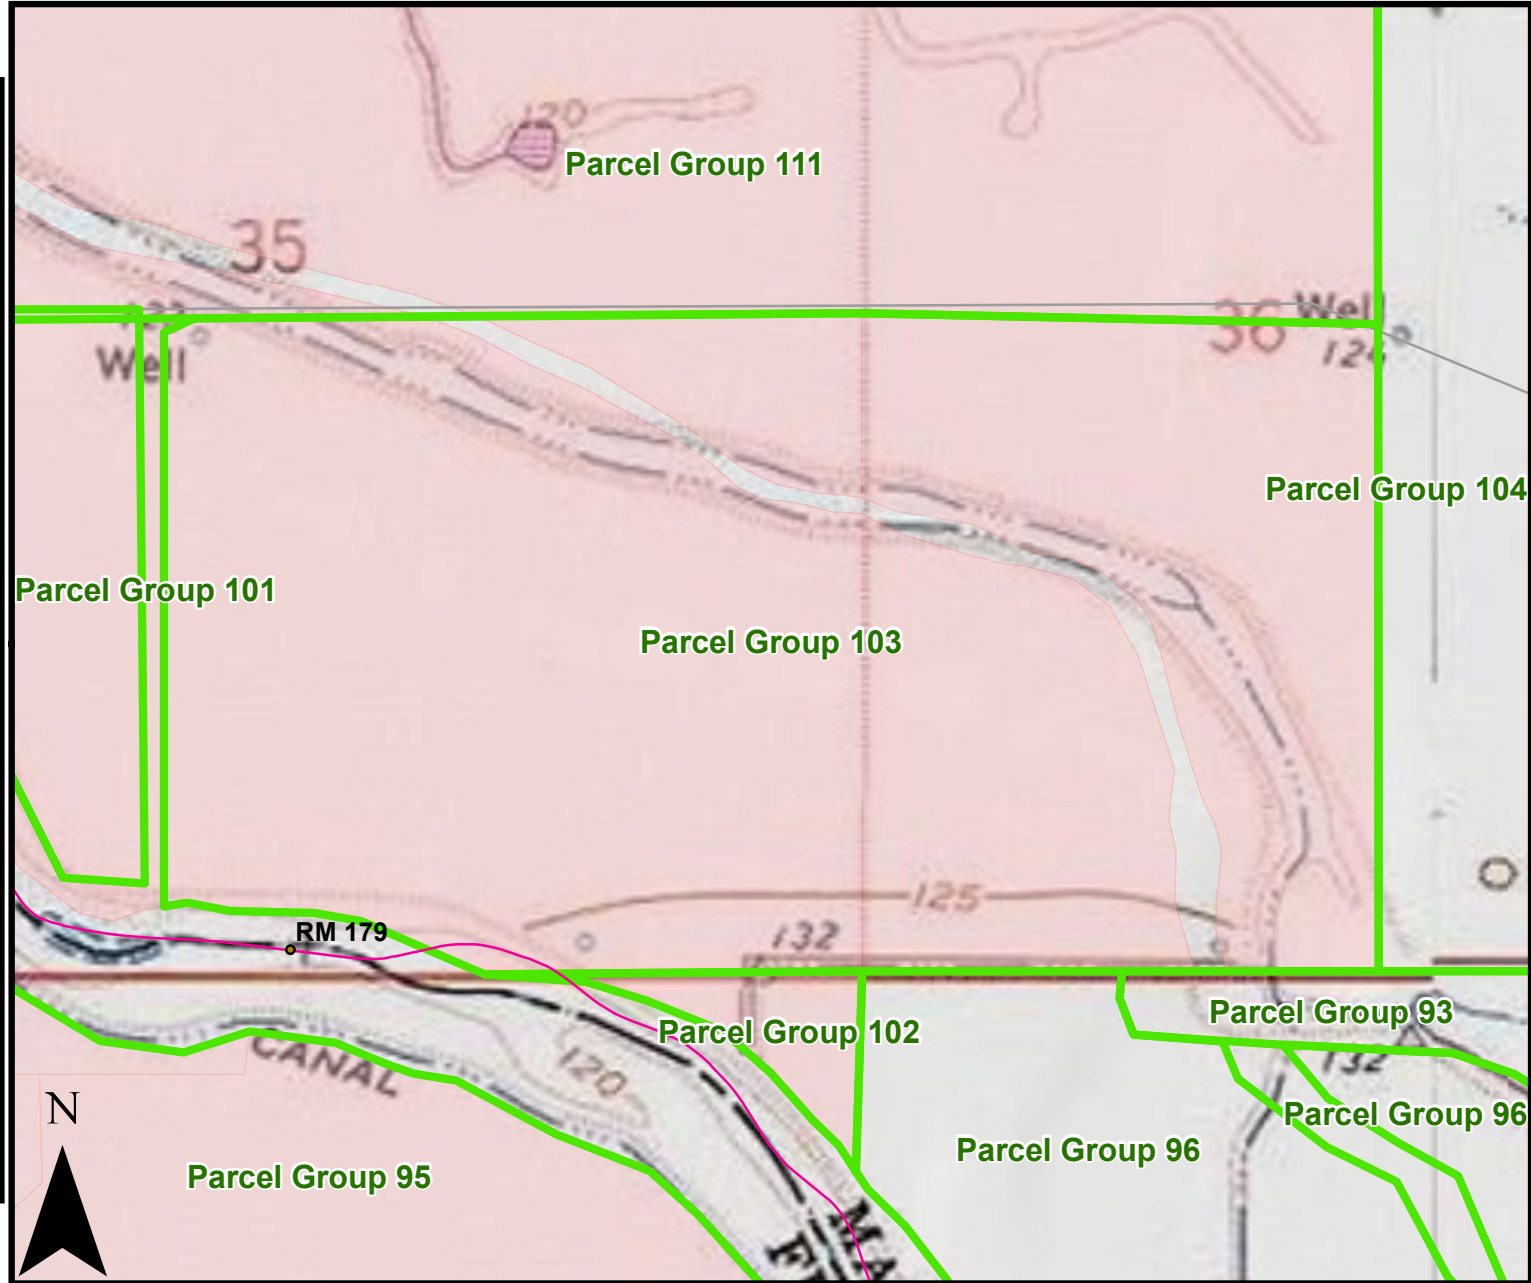 120
Parcel Group 111
35
Well
36
126
Well
Parcel Group 104
Parcel Group 101
Parcel Group 103
125
RM 179
132
Parcel Group 93
Parcel Group 102
CANAL
120
132
N
Parcel Group 96
Parcel Group 96
Parcel Group 95
MA